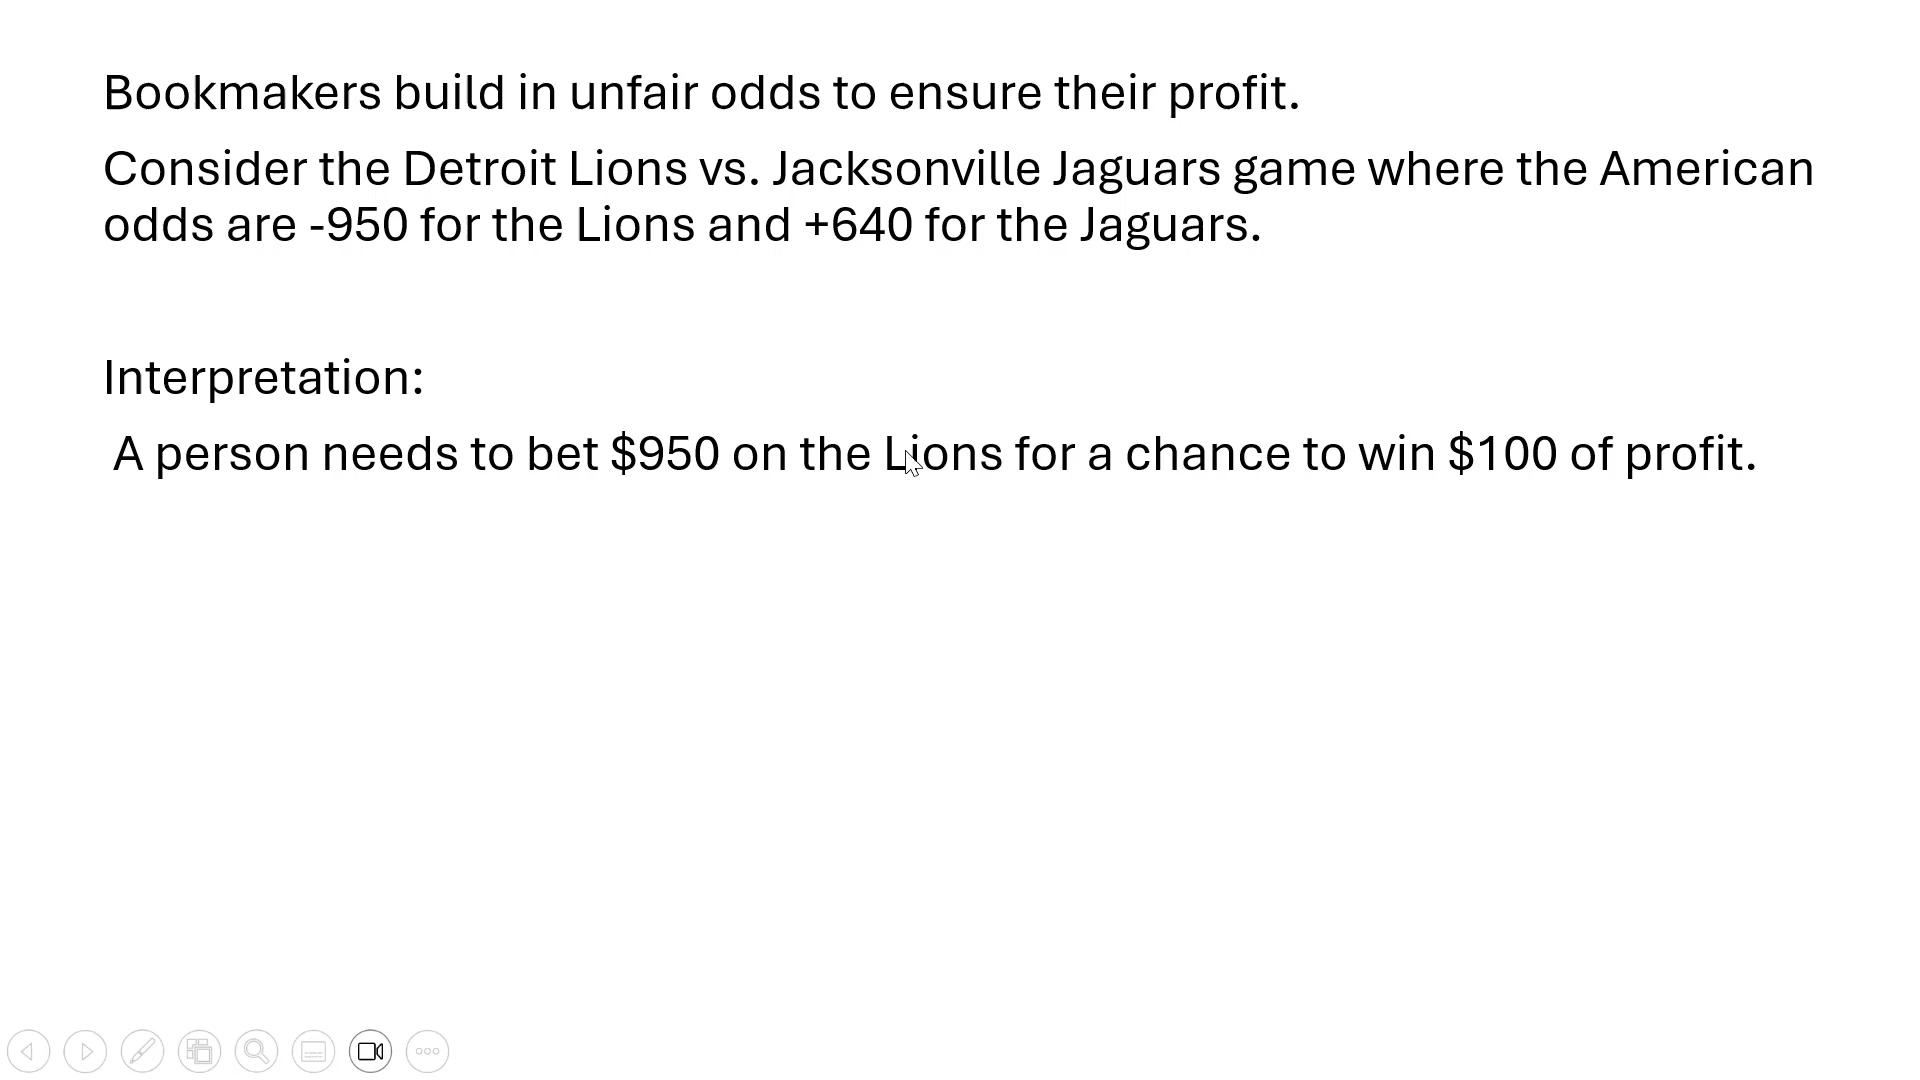 Bookmakers build in unfair odds to ensure their profit.
Consider the Detroit Lions vs. Jacksonville Jaguars game where the American
odds are -950 for the Lions and +640 for the Jaguars.
Interpretation:
A person needs to bet $950 on the Lions for a chance to win $100 of profit.